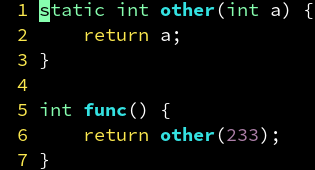 1 static int other(int a) {
2     return a;
3 }
4
5 int func() {
6     return other(233);
7 }